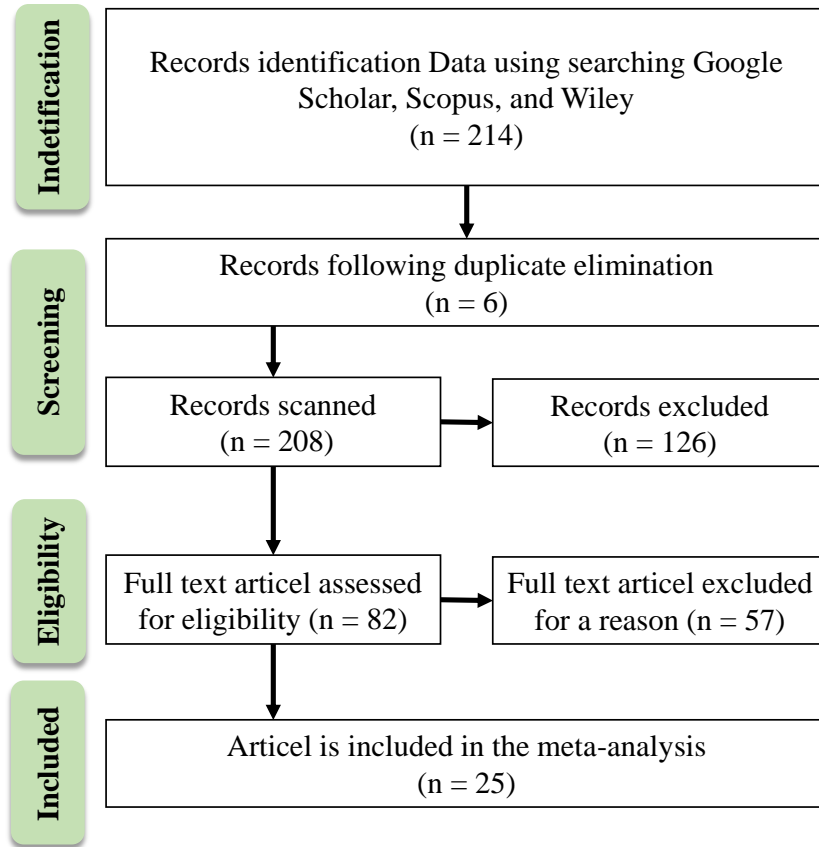 Indetification
Records identification Data using searching Google
Scholar, Scopus, and Wiley
(n = 214)
Screening
Records following duplicate elimination
(n = 6)
Records scanned
(n = 208)
Records excluded
(n = 126)
Eligibility
Full text articel assessed
for eligibility (n = 82)
Full text articel excluded
for a reason (n = 57)
Included
Articel is included in the meta-analysis
(n = 25)